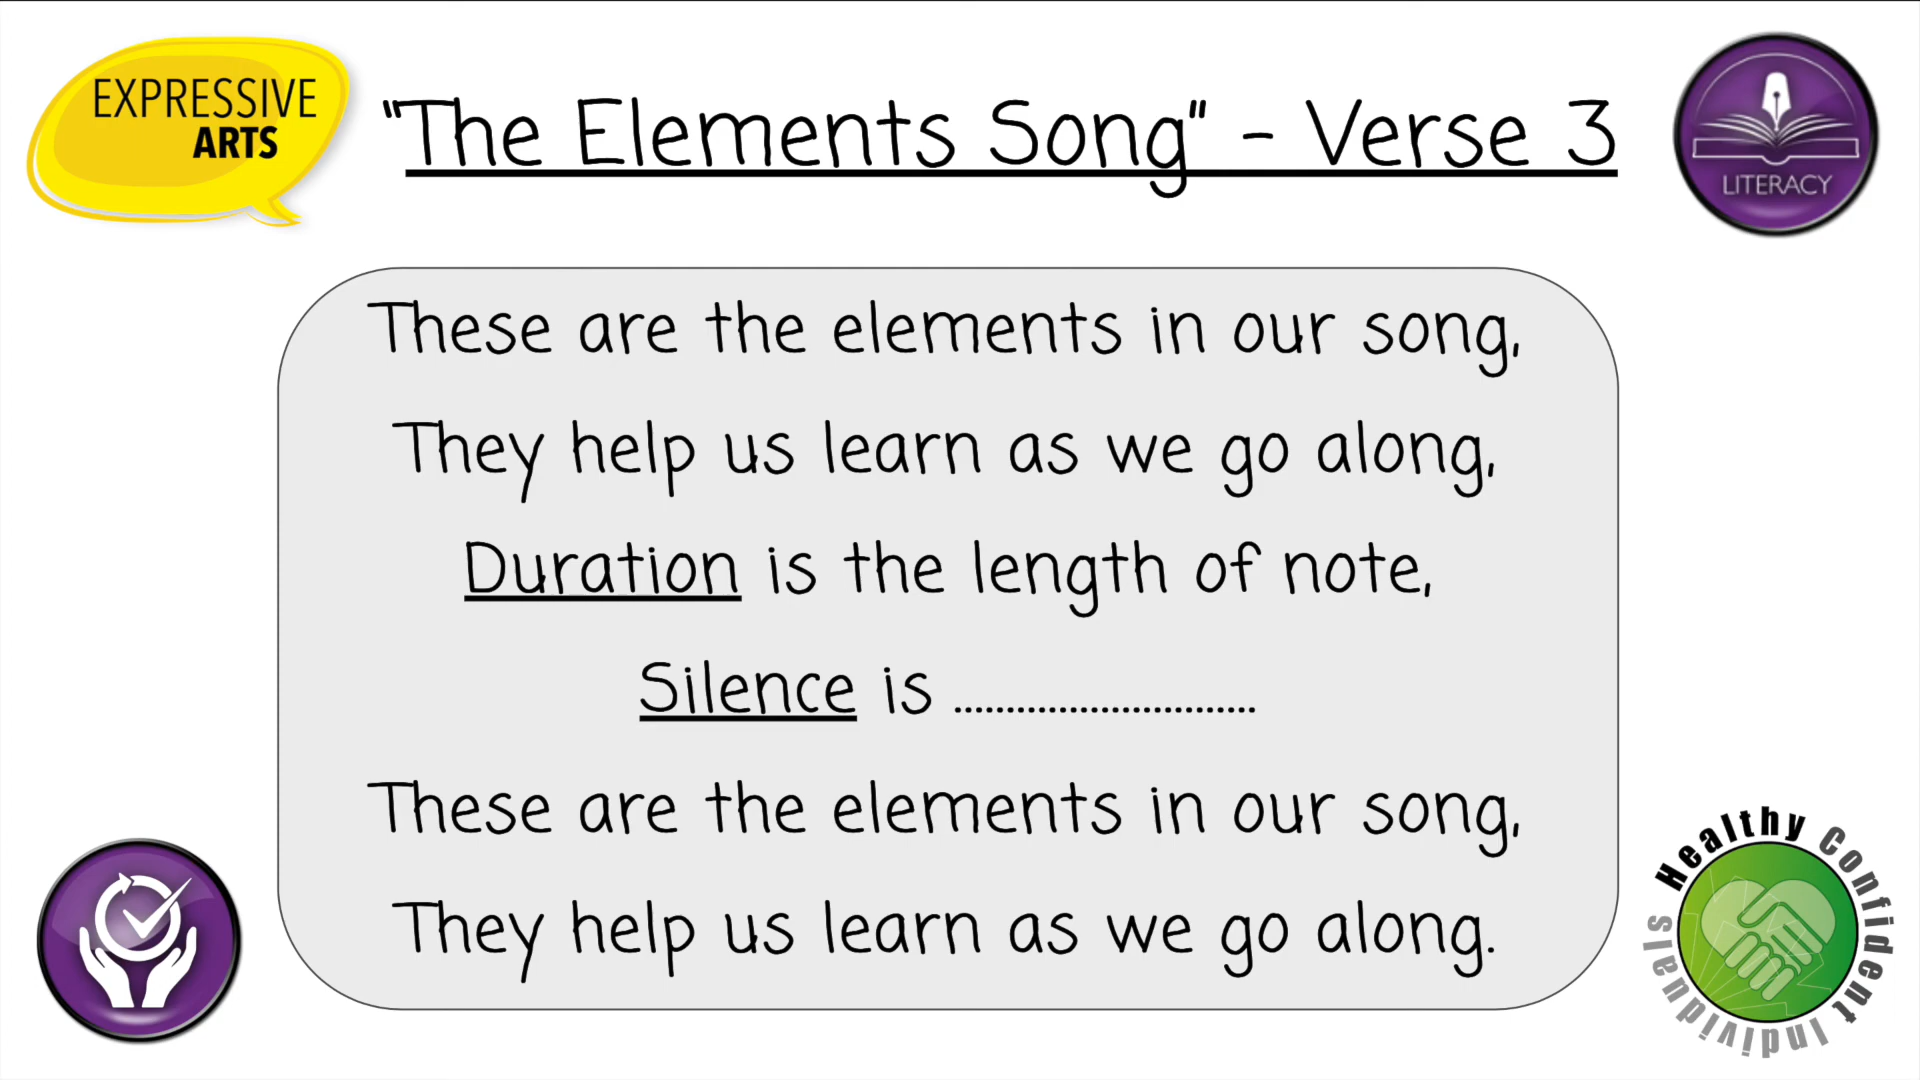 EXPRESSIVE
ARTS
"The Elements Song" - Verse 3
LITERACY
These are the elements in our song,
They help us learn as we go along,
Duration is the length of note,
Silence is .............................
These are the elements in our song,
They help us learn as we go along.
Healthy Confident Individuals